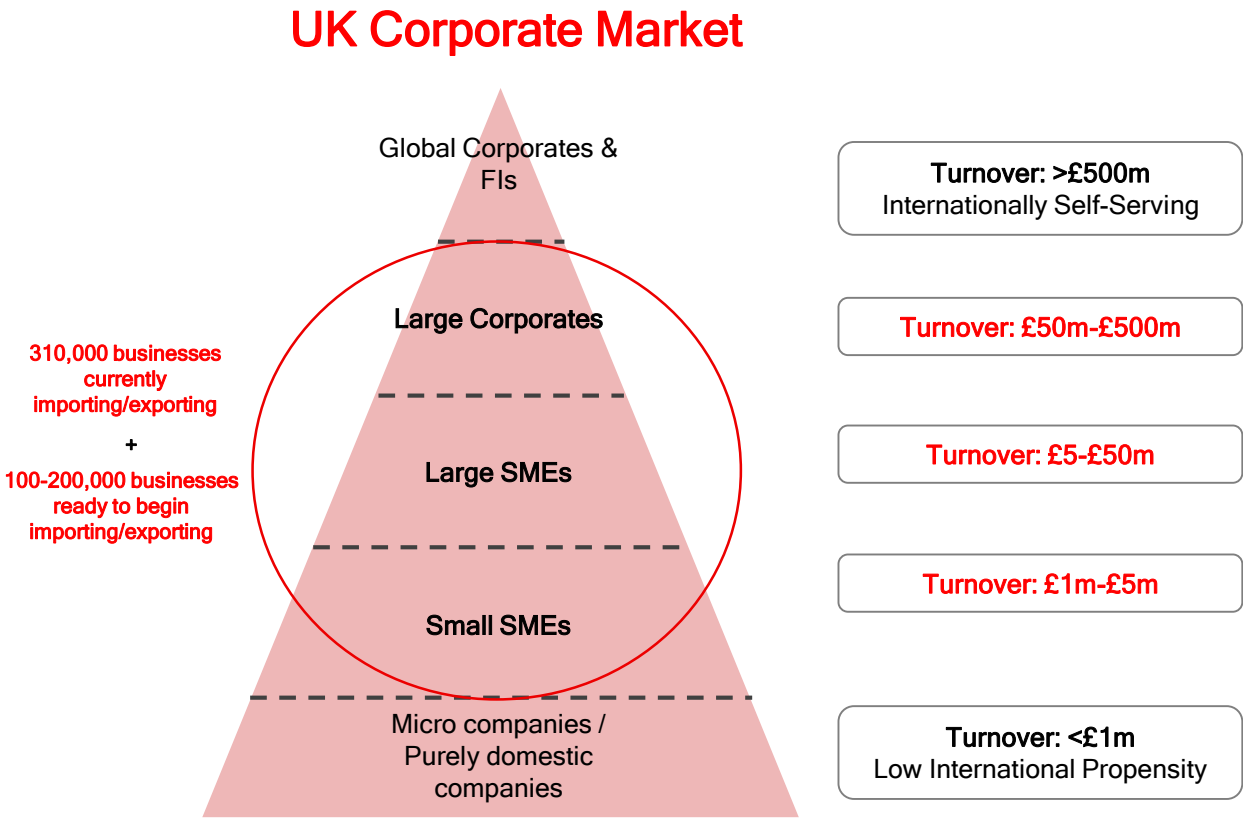 UK Corporate Market
Global Corporates &
FIs
Turnover: >£500m
Internationally Self-Serving
Large Corporates
Turnover: £50m-£500m
310,000 businesses
currently
importing/exporting
+
100-200,000 businesses
ready to begin
importing/exporting
Large SMEs
Turnover: £5-£50m
Small SMEs
Turnover: £1m-£5m
Micro companies /
Purely domestic
companies
Turnover: <£1m
Low International Propensity